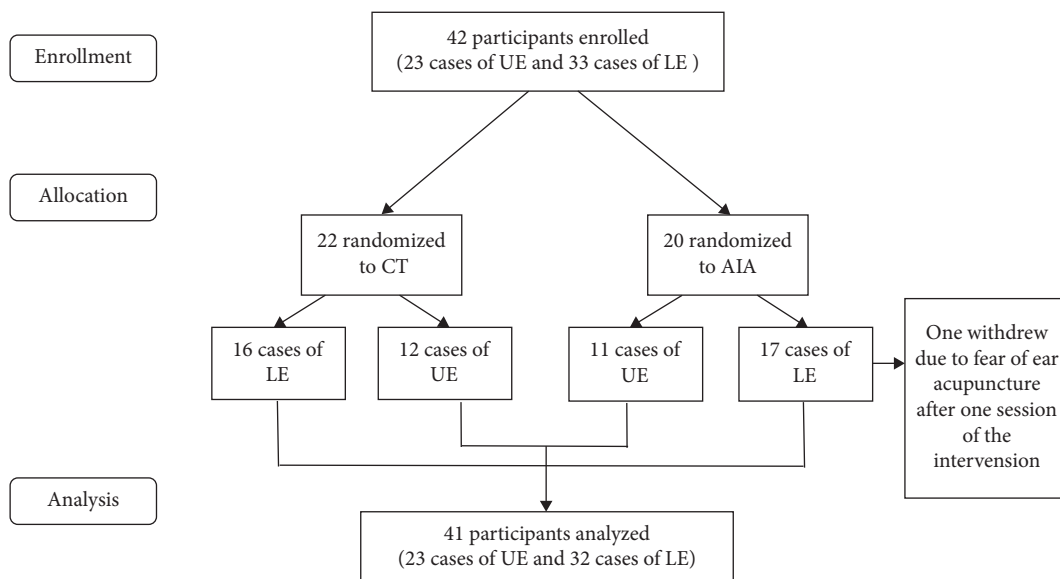 Enrollment
42 participants enrolled
(23 cases of UE and 33 cases of LE )
Allocation
22 randomized
to CT
20 randomized
to AIA
16 cases of
LE
12 cases of
UE
11 cases of
UE
17 cases of
LE
One withdrew
due to fear of ear
acupuncture
after one session
of the
intervension
Analysis
41 participants analyzed
(23 cases of UE and 32 cases of LE)